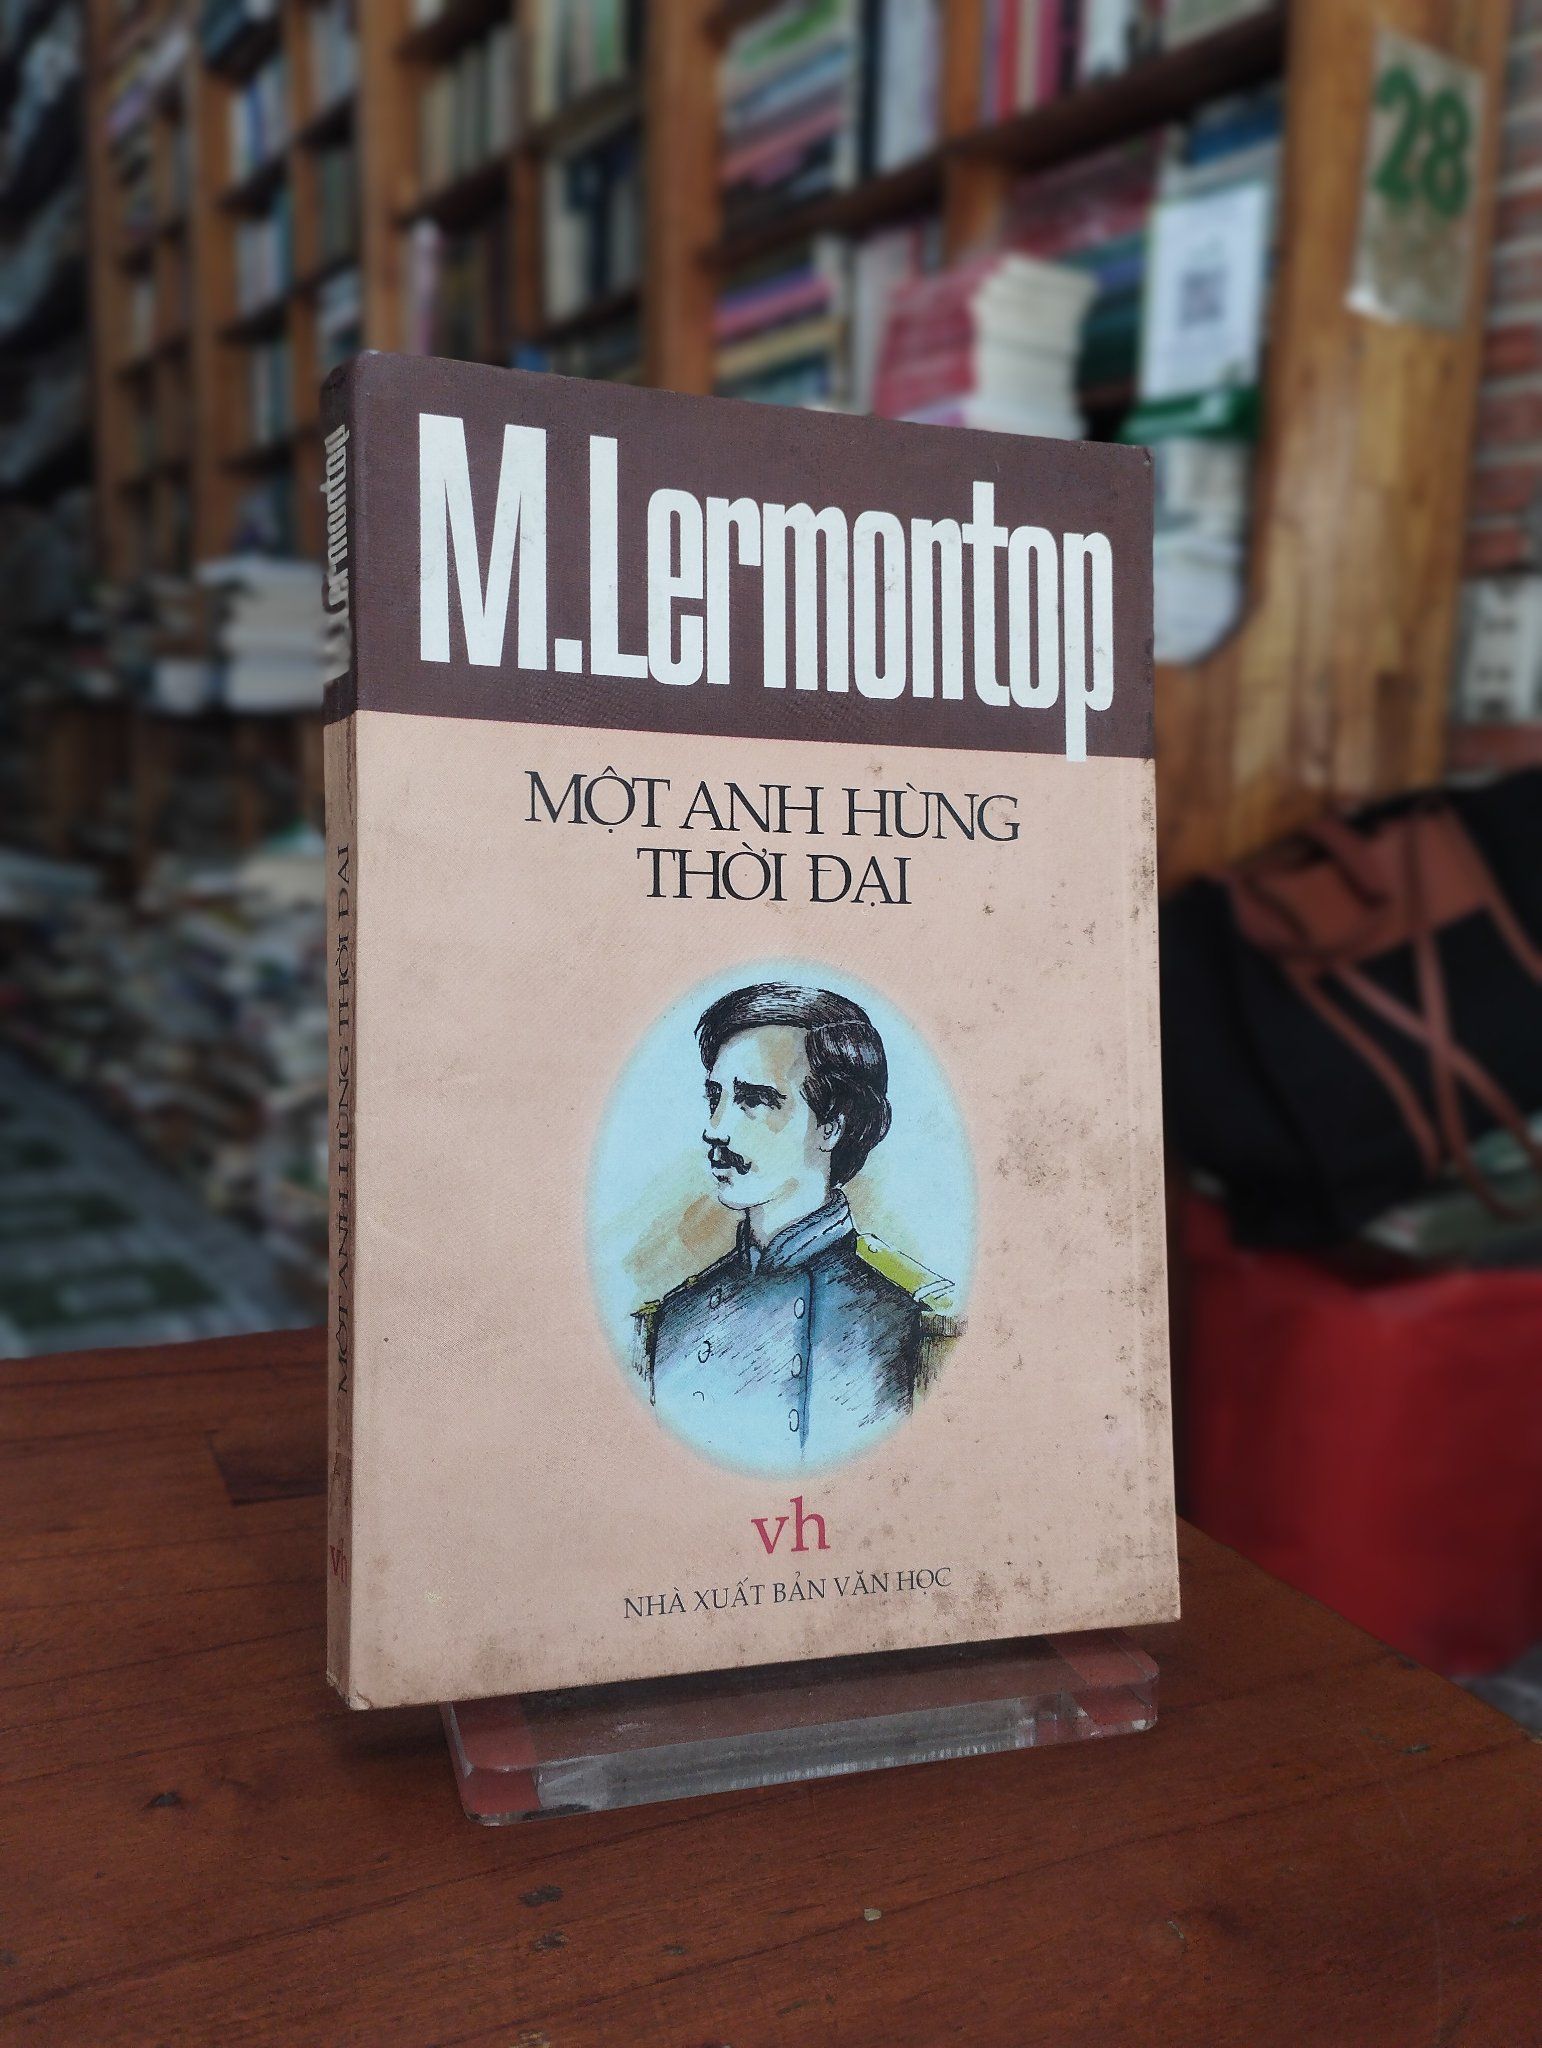 M.Lermontop
MỘT ANH HÙNG
THỜI ĐẠI
vh
NHÀ XUẤT BẢN VĂN HỌC
M.Lermontop
MỘT ANH HÙNG THỜI ĐẠI
vh
28